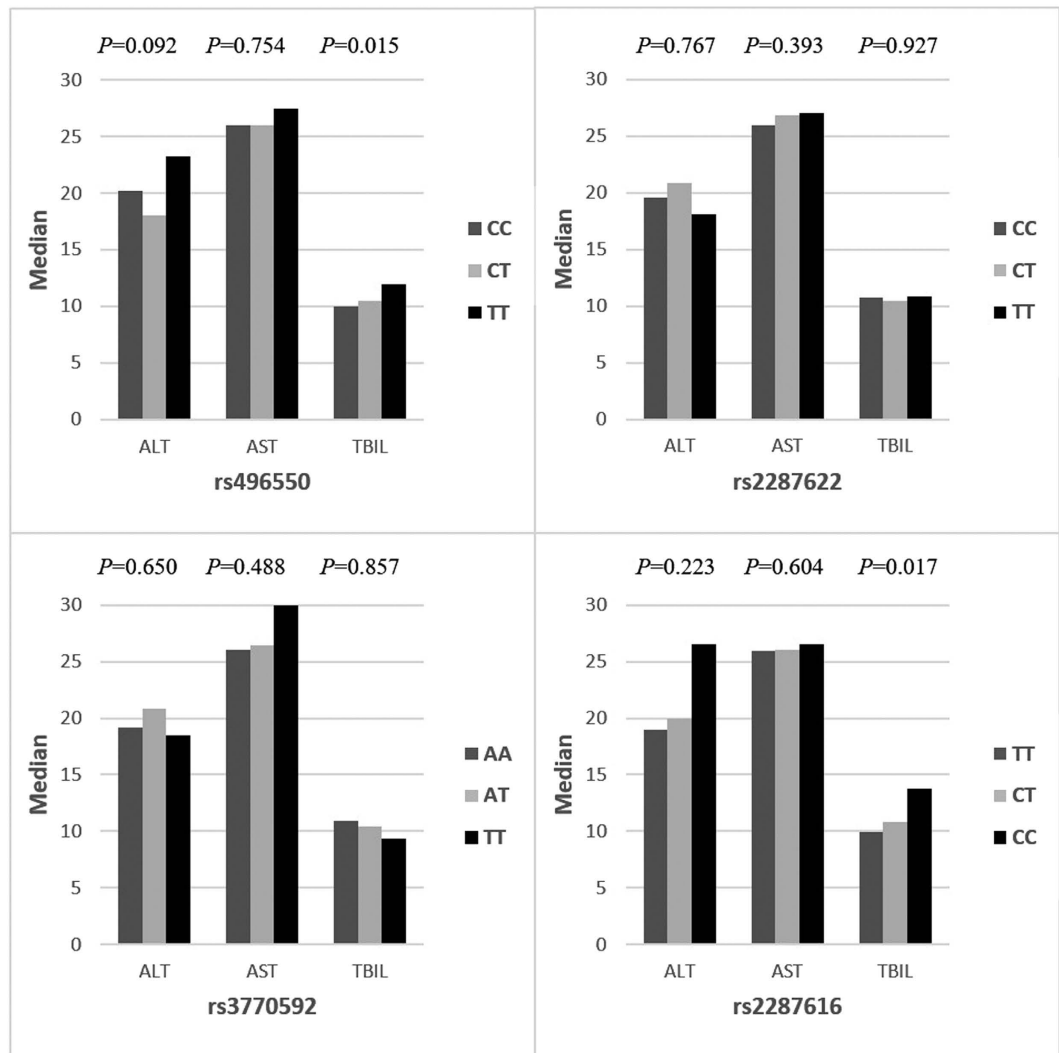 P=0.092 P=0.754 P=0.015
30
25
20
15
10
5
0
Median
ALT AST TBIL
rs496550
CC
CT
TT
P=0.767 P=0.393 P=0.927
30
25
20
15
10
5
0
Median
ALT AST TBIL
rs2287622
CC
CT
TT
P=0.650 P=0.488 P=0.857
30
25
20
15
10
5
0
Median
ALT AST TBIL
rs3770592
AA
AT
TT
P=0.223 P=0.604 P=0.017
30
25
20
15
10
5
0
Median
ALT AST TBIL
rs2287616
TT
CT
CC